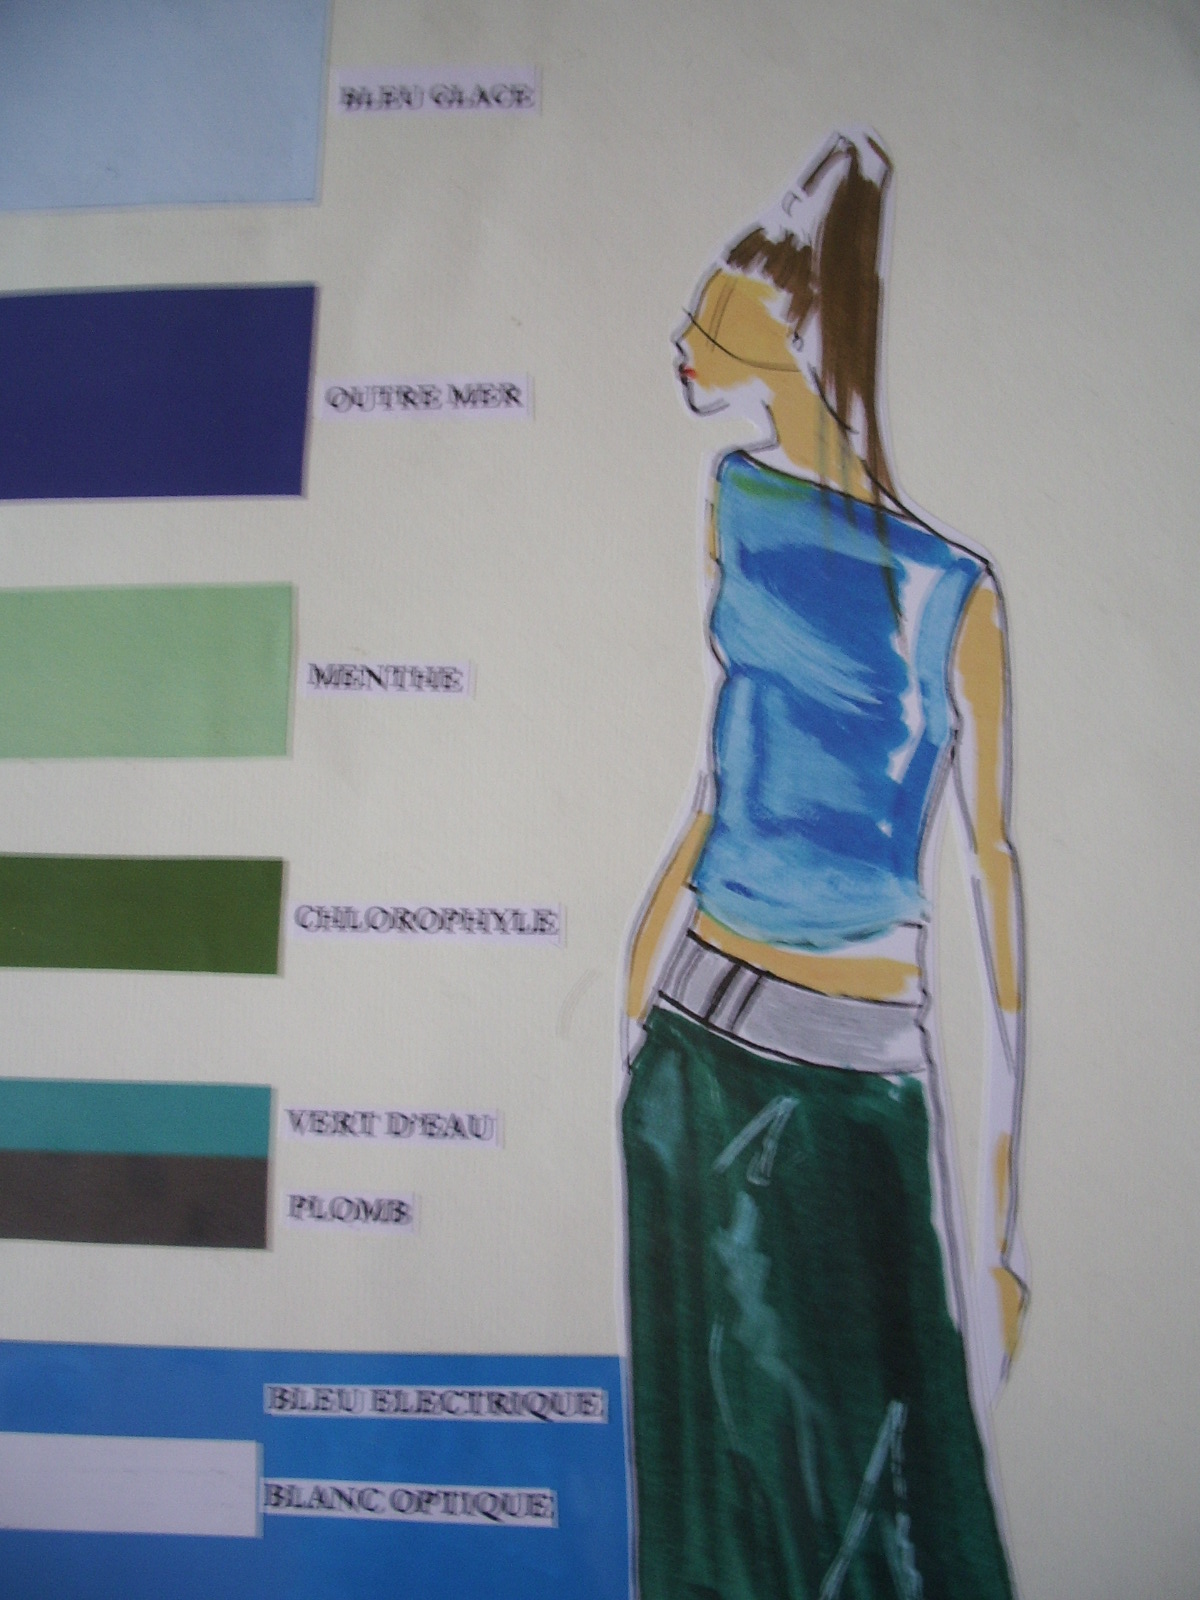 BLEU GLACE
OUTRE MER
MENTHE
CHLOROPHYLE
VERT D'EAU
PLOMB
BLEU ELECTRIQUE
BLANC OPTIQUE